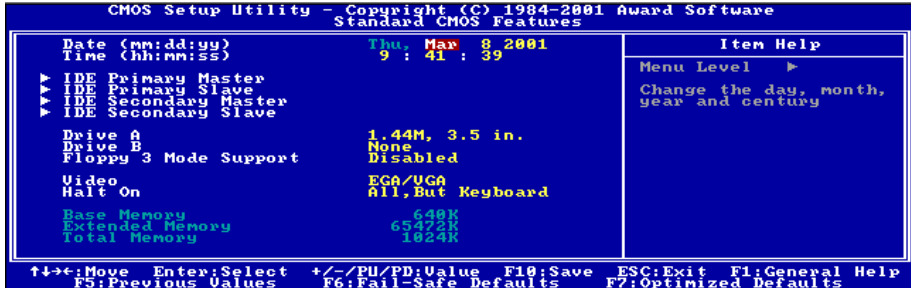 CMOS Setup Utility - Copyright (C) 1984-2001 Award Software
Standard CMOS Features
Date (mm:dd:yy) Thu, Mar 8 2001
Time (hh:mm:ss) 9 : 41 : 39
► IDE Primary Master
► IDE Primary Slave
► IDE Secondary Master
► IDE Secondary Slave
Drive A 1.44M, 3.5 in.
Drive B None
Floppy 3 Mode Support Disabled
Video EGA/VGA
Halt On All,But Keyboard
Base Memory 640K
Extended Memory 65472K
Total Memory 1024K
Item Help
Menu Level ►
Change the day, month,
year and century
↑↓→←:Move Enter:Select +/-/PU/PD:Value F10:Save ESC:Exit F1:General Help
F5:Previous Values F6:Fail-Safe Defaults F7:Optimized Defaults